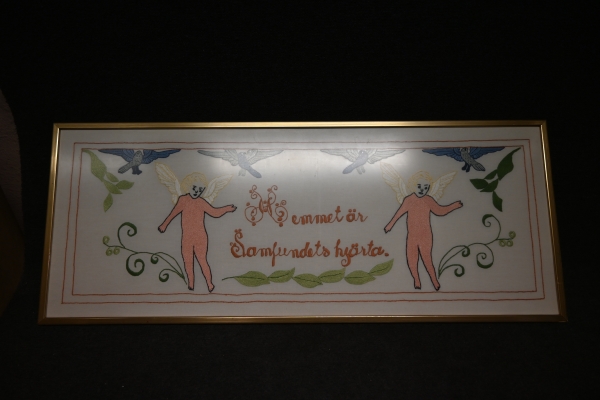 Hemmet är
Samfundets hjärta.